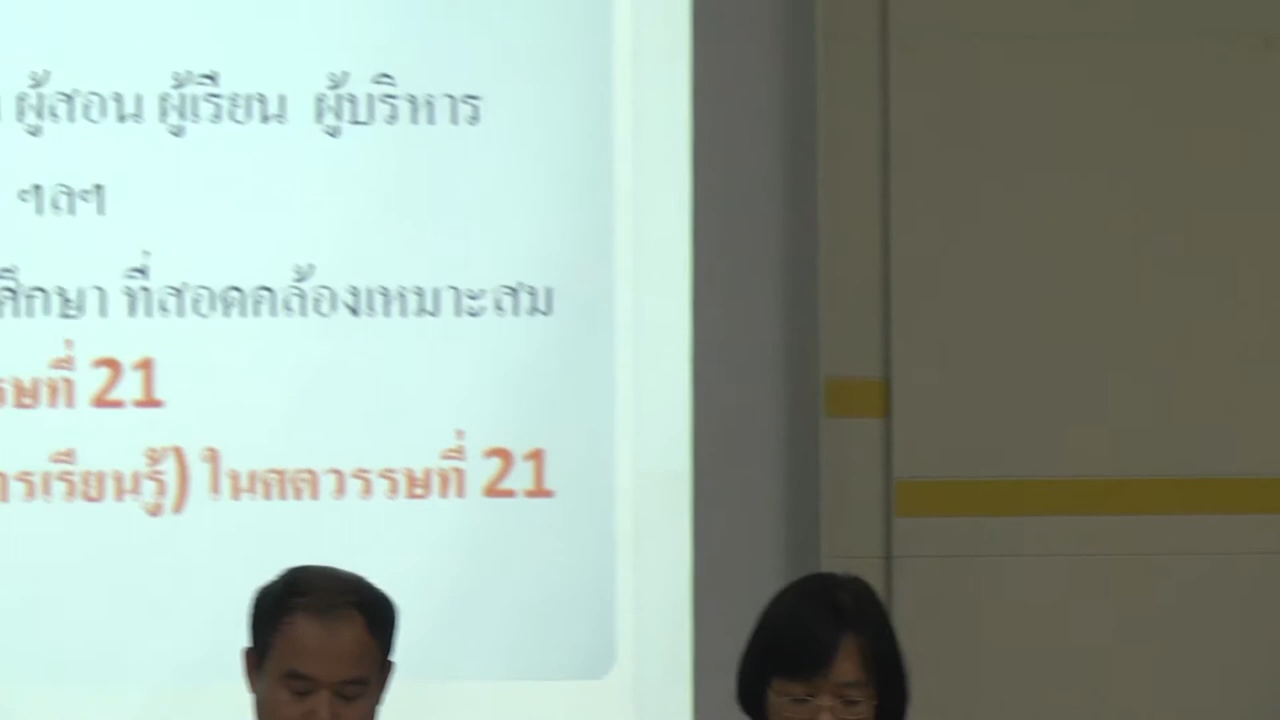 ผู้สอน ผู้เรียน ผู้บริหาร
ฯลฯ
ศึกษา ที่สอดคล้องเหมาะสม
รษที่ 21
ารเรียนรู้) ในศตวรรษที่ 21